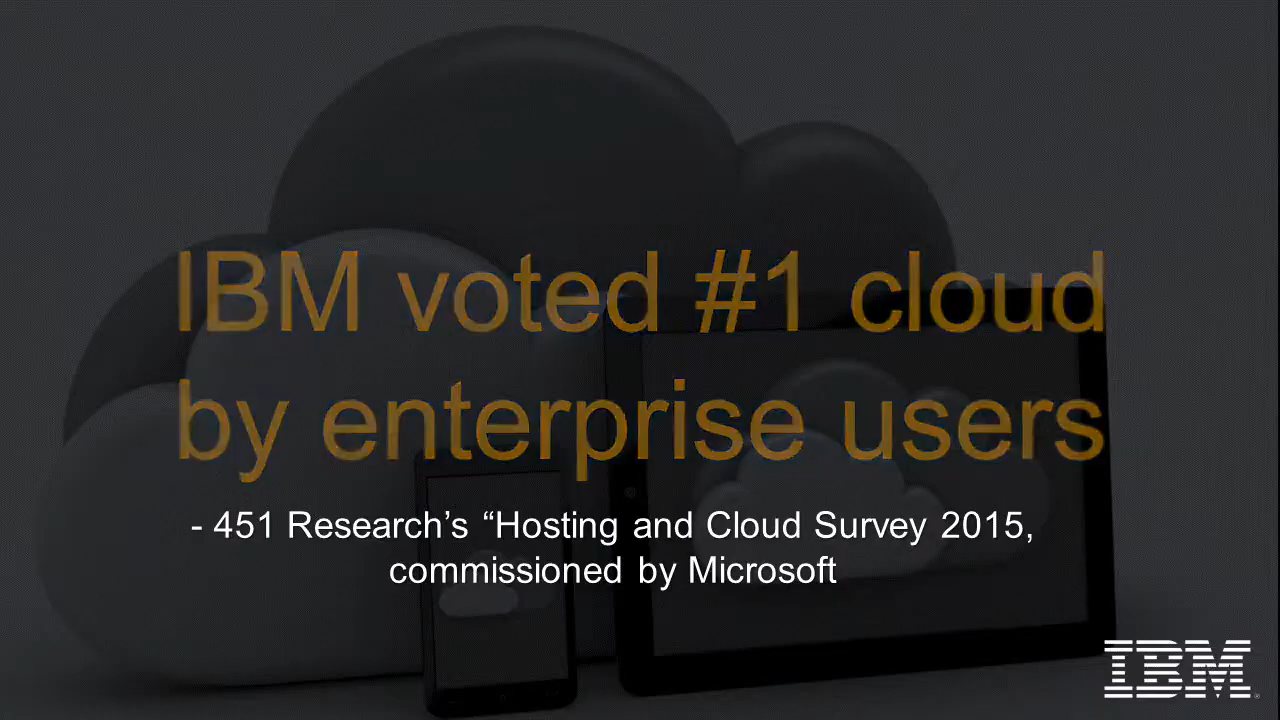 IBM voted #1 cloud
by enterprise users
- 451 Research’s “Hosting and Cloud Survey 2015,
commissioned by Microsoft
IBM